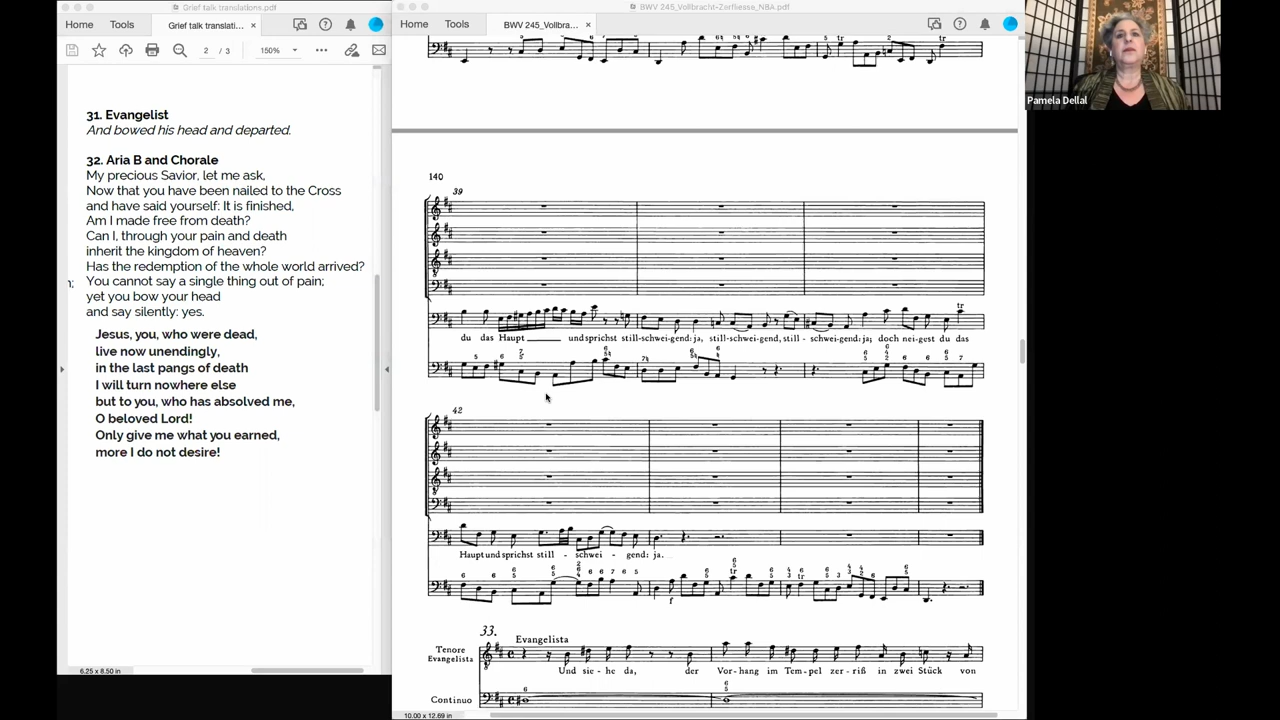 Grief talk translations.pdf
Home
Tools
Grief talk translati...
×
2 / 3
150%
31. Evangelist
And bowed his head and departed.
32. Aria B and Chorale
My precious Savior, let me ask,
Now that you have been nailed to the Cross
and have said yourself: It is finished,
Am I made free from death?
Can I, through your pain and death
inherit the kingdom of heaven?
Has the redemption of the whole world arrived?
n; You cannot say a single thing out of pain;
yet you bow your head
and say silently: yes.
Jesus, you, who were dead,
live now unendingly,
in the last pangs of death
I will turn nowhere else
but to you, who has absolved me,
O beloved Lord!
Only give me what you earned,
more I do not desire!
6.25 x 8.50 in
BWV 245_Vollbracht-Zerfliesse_NBA.pdf
Home
Tools
BWV 245_Vollbra...
×
140
39
tr
du das Haupt und sprichst still-schwei-gend: ja, still-schwei-gend, still - schwei-gend: ja, doch nei-gest du das
42
Haupt und sprichst still - schwei - gend: ja.
tr
f
33.
Evangelista
Tenore
Evangelista
Und sie - he da, der Vor-hang im Tem-pel zer-riß in zwei Stück von
Continuo
10.00 x 12.69 in
Pamela Dellal